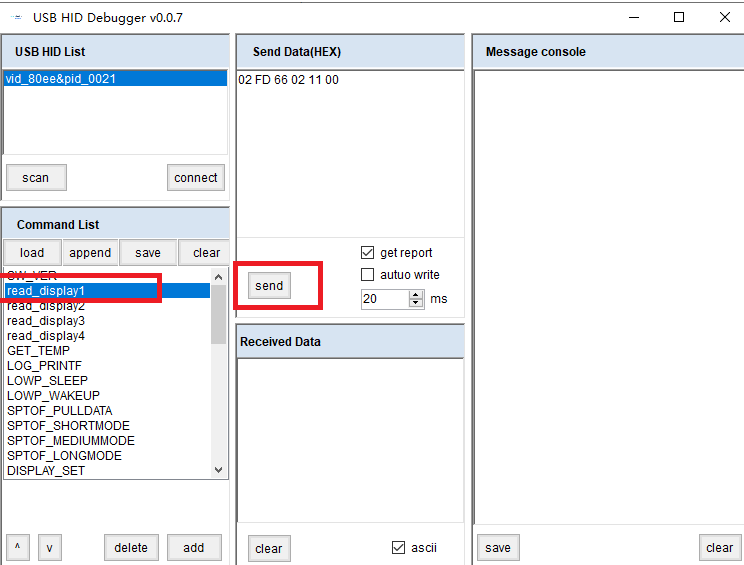 USB HID Debugger v0.0.7
USB HID List
vid_80ee&pid_0021
scan
connect
Command List
load
append
save
clear
SW_VER
read_display1
read_display2
read_display3
read_display4
GET_TEMP
LOG_PRINTF
LOWP_SLEEP
LOWP_WAKEUP
SPTOF_PULLDATA
SPTOF_SHORTMODE
SPTOF_MEDIUMMODE
SPTOF_LONGMODE
DISPLAY_SET
^
v
delete
add
Send Data(HEX)
02 FD 66 02 11 00
get report
send
autuo write
20
ms
Received Data
clear
ascii
Message console
save
clear